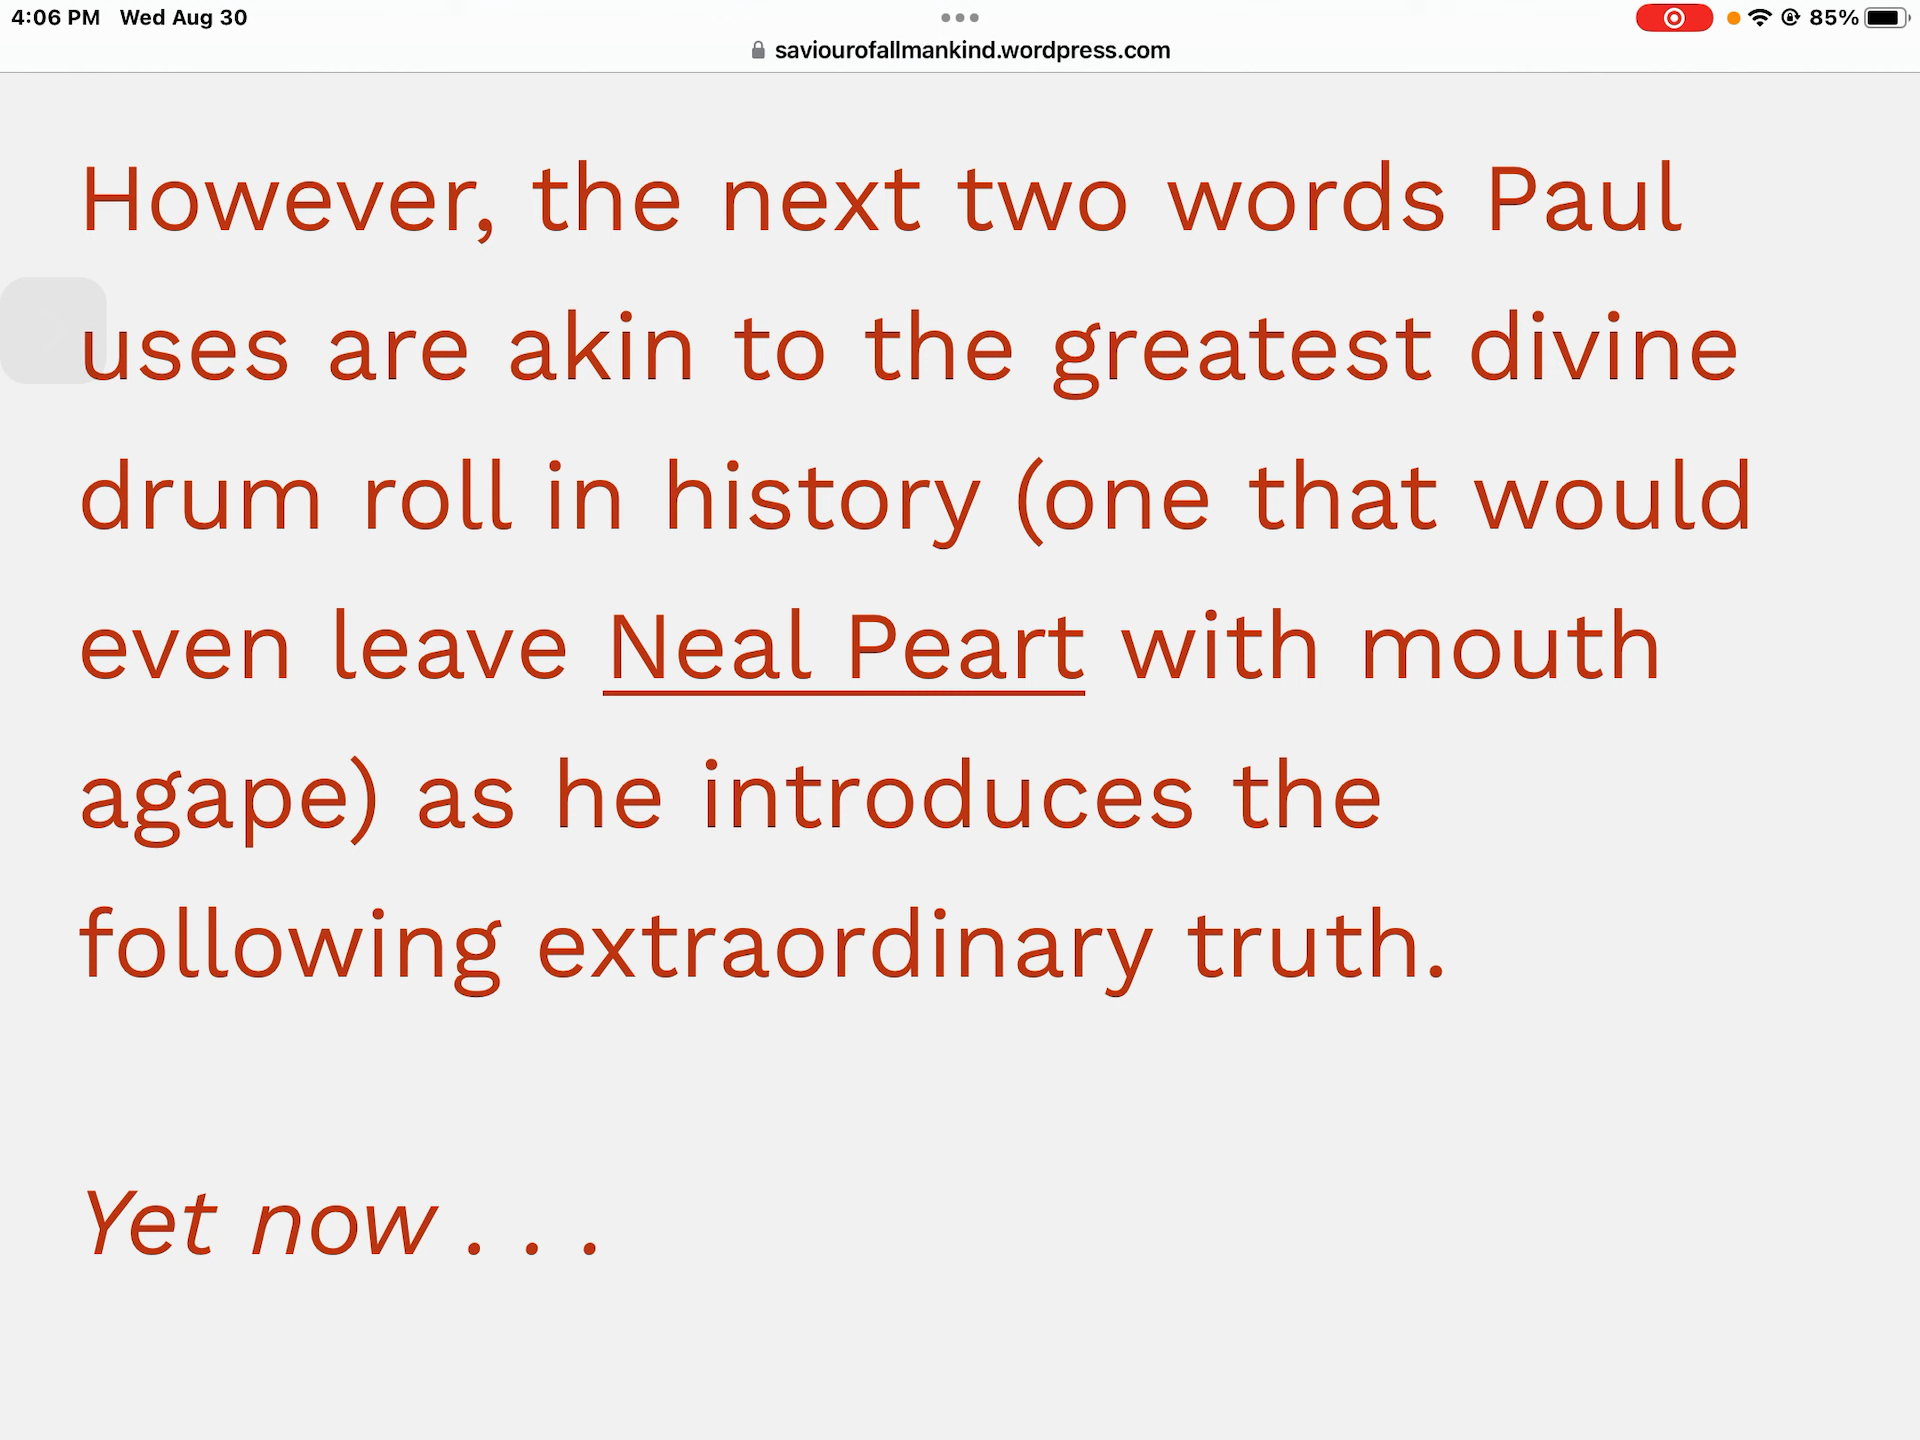 4:06 PM Wed Aug 30
85%
saviourofallmankind.wordpress.com
However, the next two words Paul
uses are akin to the greatest divine
drum roll in history (one that would
even leave Neal Peart with mouth
agape) as he introduces the
following extraordinary truth.
Yet now . . .